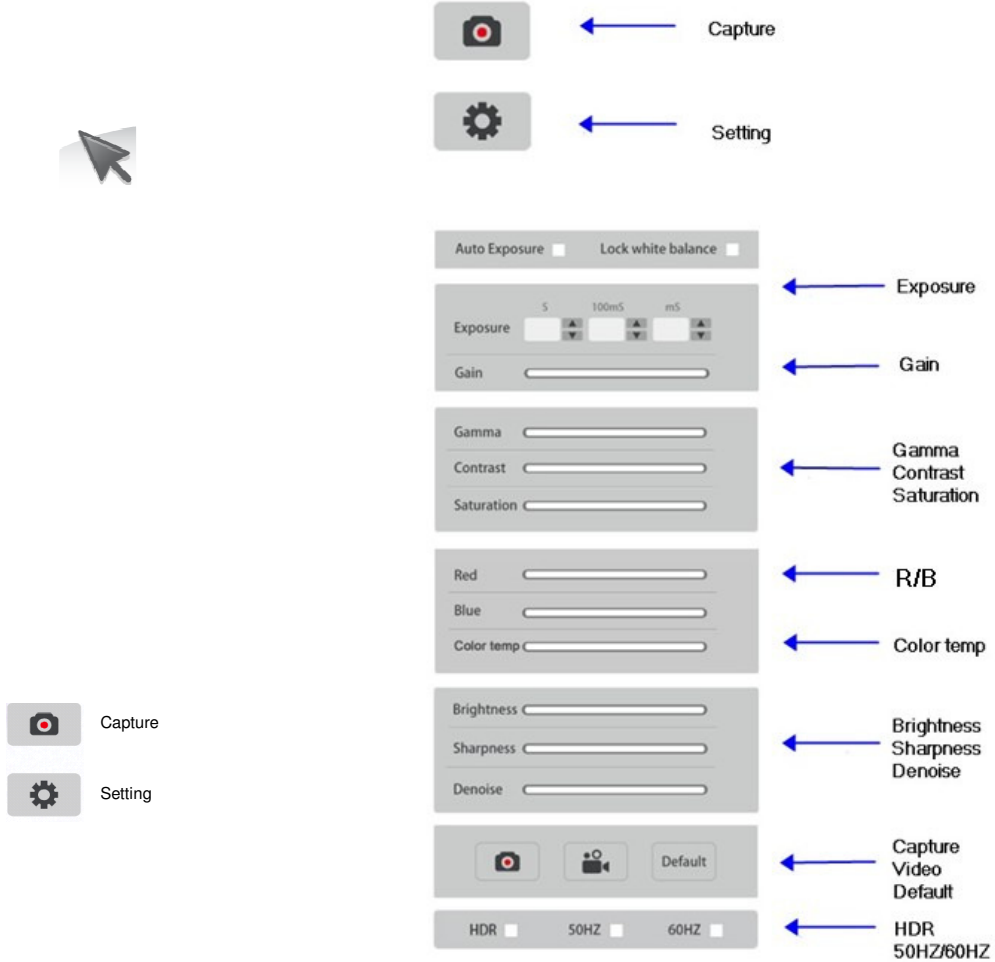 Capture
Setting
Auto Exposure Lock white balance
Exposure
S 100mS mS
Exposure
Gain
Gain
Gamma
Contrast
Saturation
Gamma
Contrast
Saturation
Red
Blue
Color temp
R/B
Color temp
Capture
Setting
Brightness
Sharpness
Denoise
Brightness
Sharpness
Denoise
Default
Capture
Video
Default
HDR 50HZ 60HZ
HDR
50HZ/60HZ